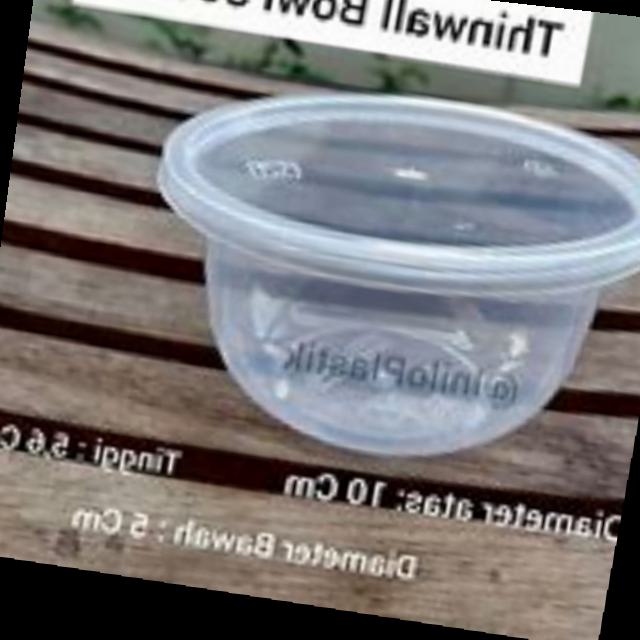 Thinwall Bowl
@IniloPlastik
Diameter atas: 10 Cm
Tinggi : 5.6 C
Diameter Bawah : 5 Cm